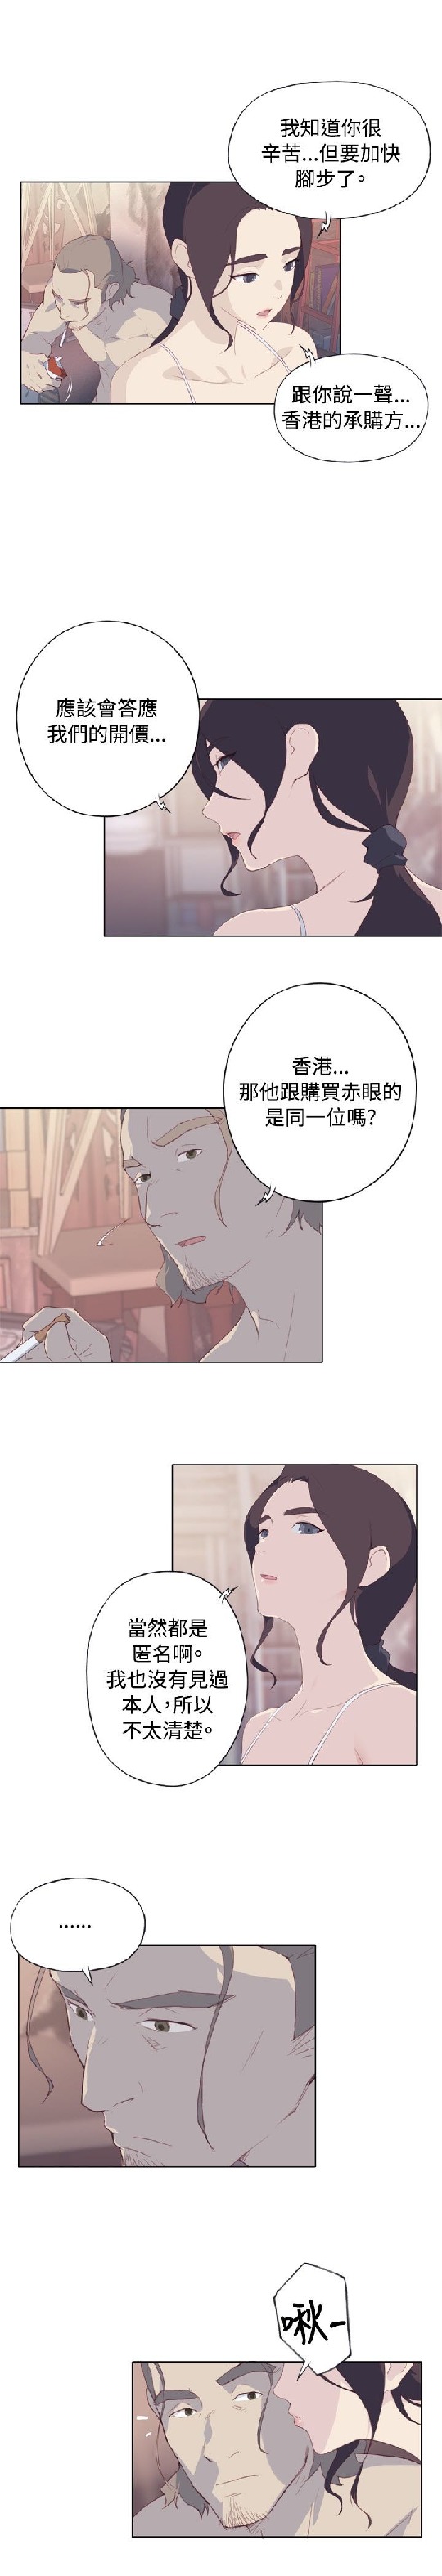 我知道你很
辛苦...但要加快
腳步了。
跟你說一聲...
香港的承購方...
應該會答應
我們的開價...
香港...
那他跟購買赤眼的
是同一位嗎?
當然都是
匿名啊。
我也沒有見過
本人,所以
不太清楚。
......
啾—